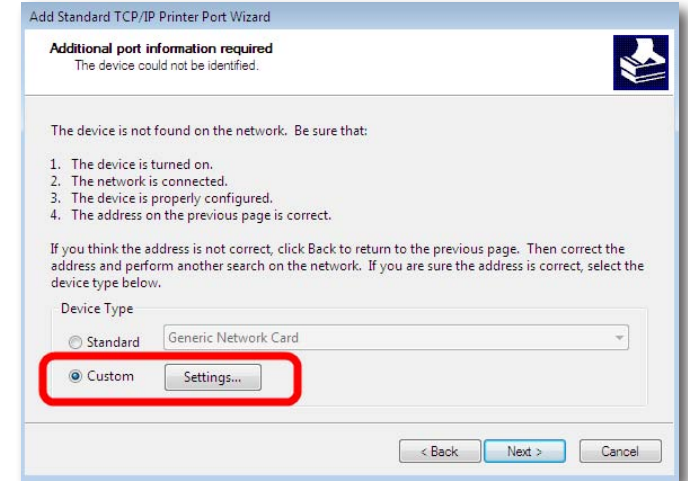 Add Standard TCP/IP Printer Port Wizard
Additional port information required
The device could not be identified.
The device is not found on the network. Be sure that:
1. The device is turned on.
2. The network is connected.
3. The device is properly configured.
4. The address on the previous page is correct.
If you think the address is not correct, click Back to return to the previous page. Then correct the
address and perform another search on the network. If you are sure the address is correct, select the
device type below.
Device Type
Standard Generic Network Card
Custom Settings...
< Back Next > Cancel